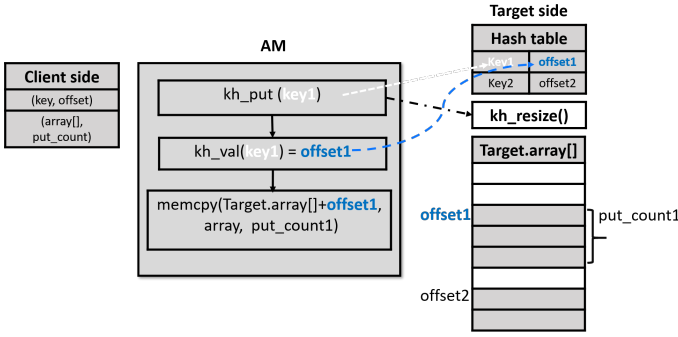 Target side
AM
Hash table
Client side
Key1 offset1
(key, offset)
Key2 offset2
(array[],
put_count)
kh_put (key1)
kh_resize()
kh_val(key1) = offset1
Target.array[]
memcpy(Target.array[]+offset1,
array, put_count1)
offset1
put_count1
offset2